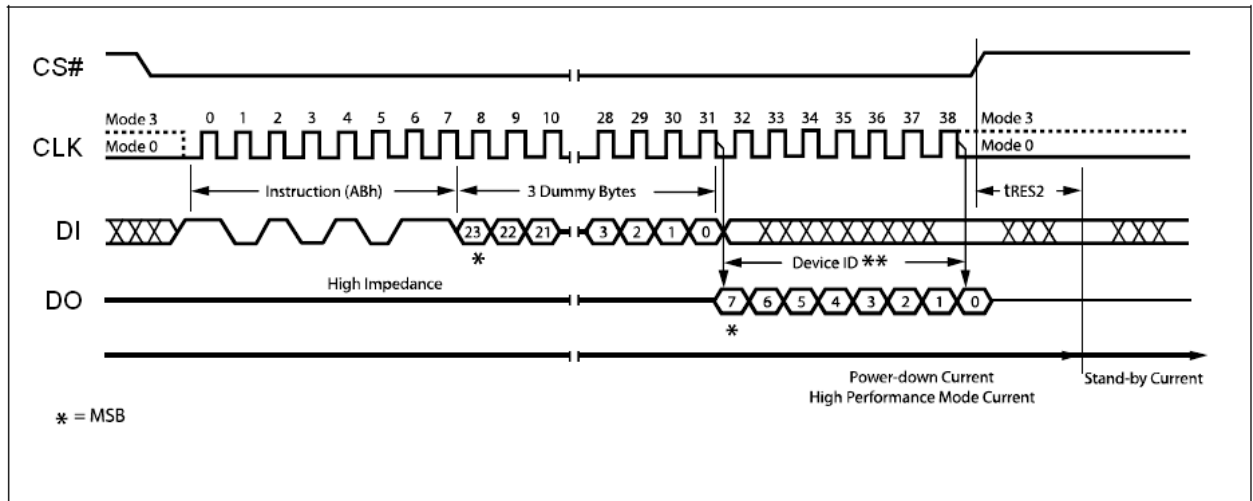 CS#
Mode 3 0 1 2 3 4 5 6 7 8 9 10 28 29 30 31 32 33 34 35 36 37 38 Mode 3
CLK Mode 0 Mode 0
Instruction (ABh) 3 Dummy Bytes tRES2
DI 23 22 21 3 2 1 0
* Device ID **
High Impedance
DO 7 6 5 4 3 2 1 0
*
Power-down Current Stand-by Current
High Performance Mode Current
* = MSB